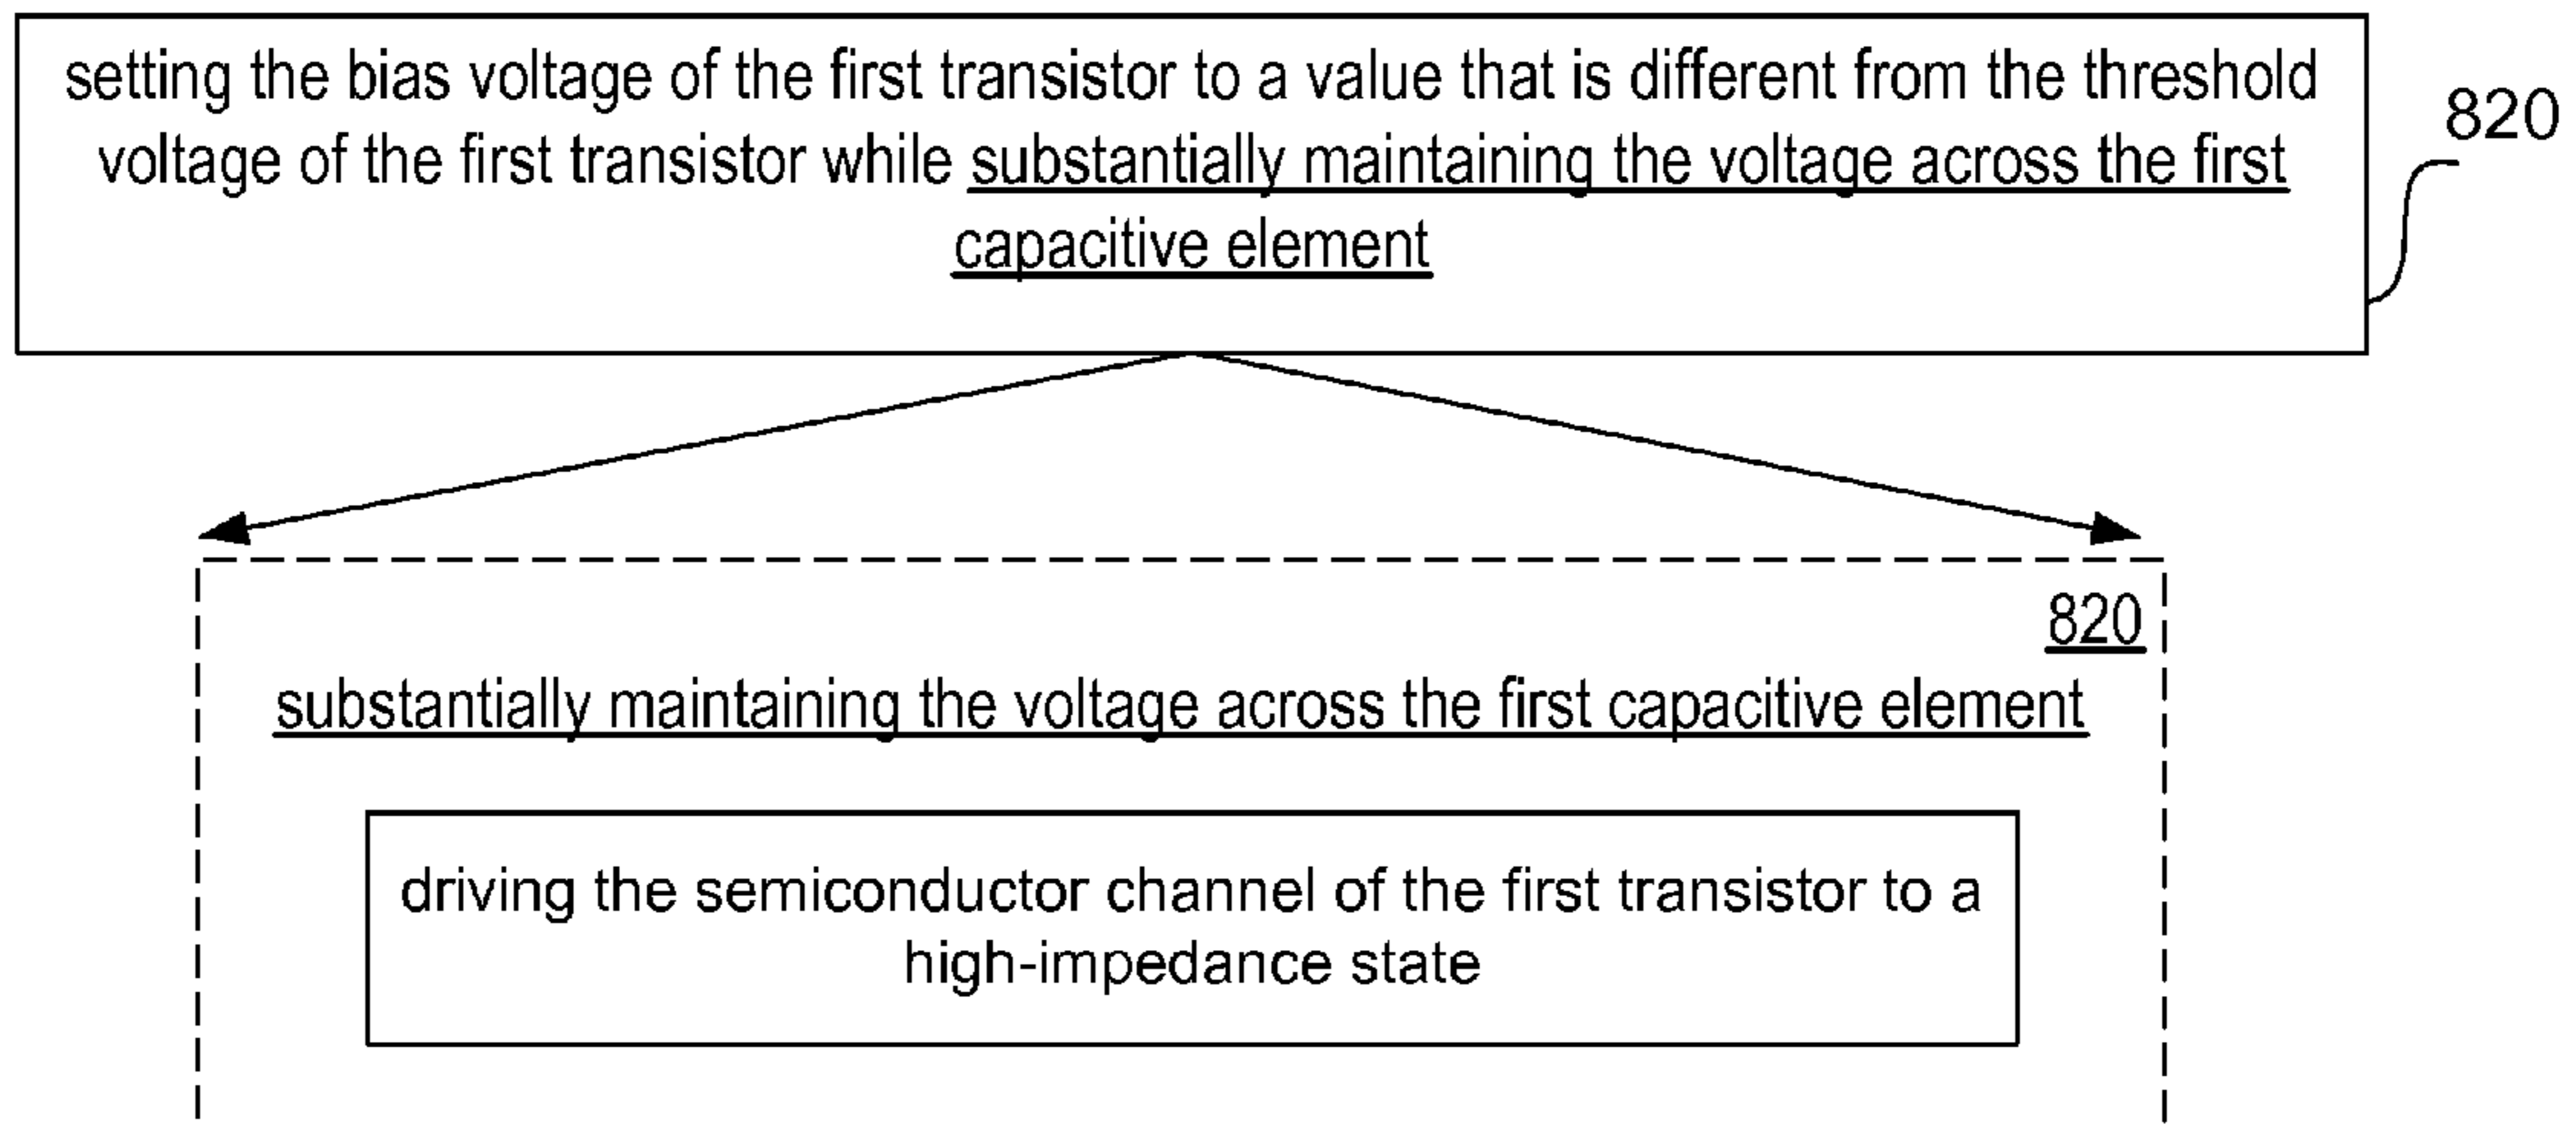 setting the bias voltage of the first transistor to a value that is different from the threshold
voltage of the first transistor while substantially maintaining the voltage across the first
capacitive element
820
820
substantially maintaining the voltage across the first capacitive element
driving the semiconductor channel of the first transistor to a
high-impedance state